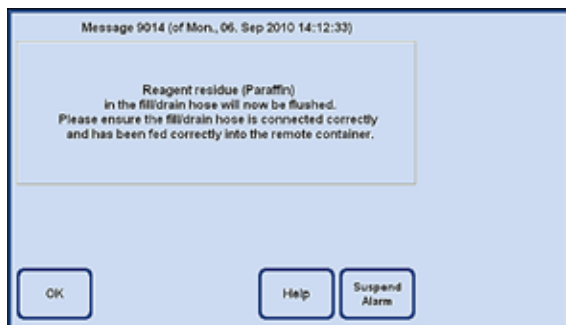 Message 9014 (of Mon., 06. Sep 2010 14:12:33)
Reagent residue (Paraffin)
in the fill/drain hose will now be flushed.
Please ensure the fill/drain hose is connected correctly
and has been fed correctly into the remote container.
OK
Help
Suspend
Alarm